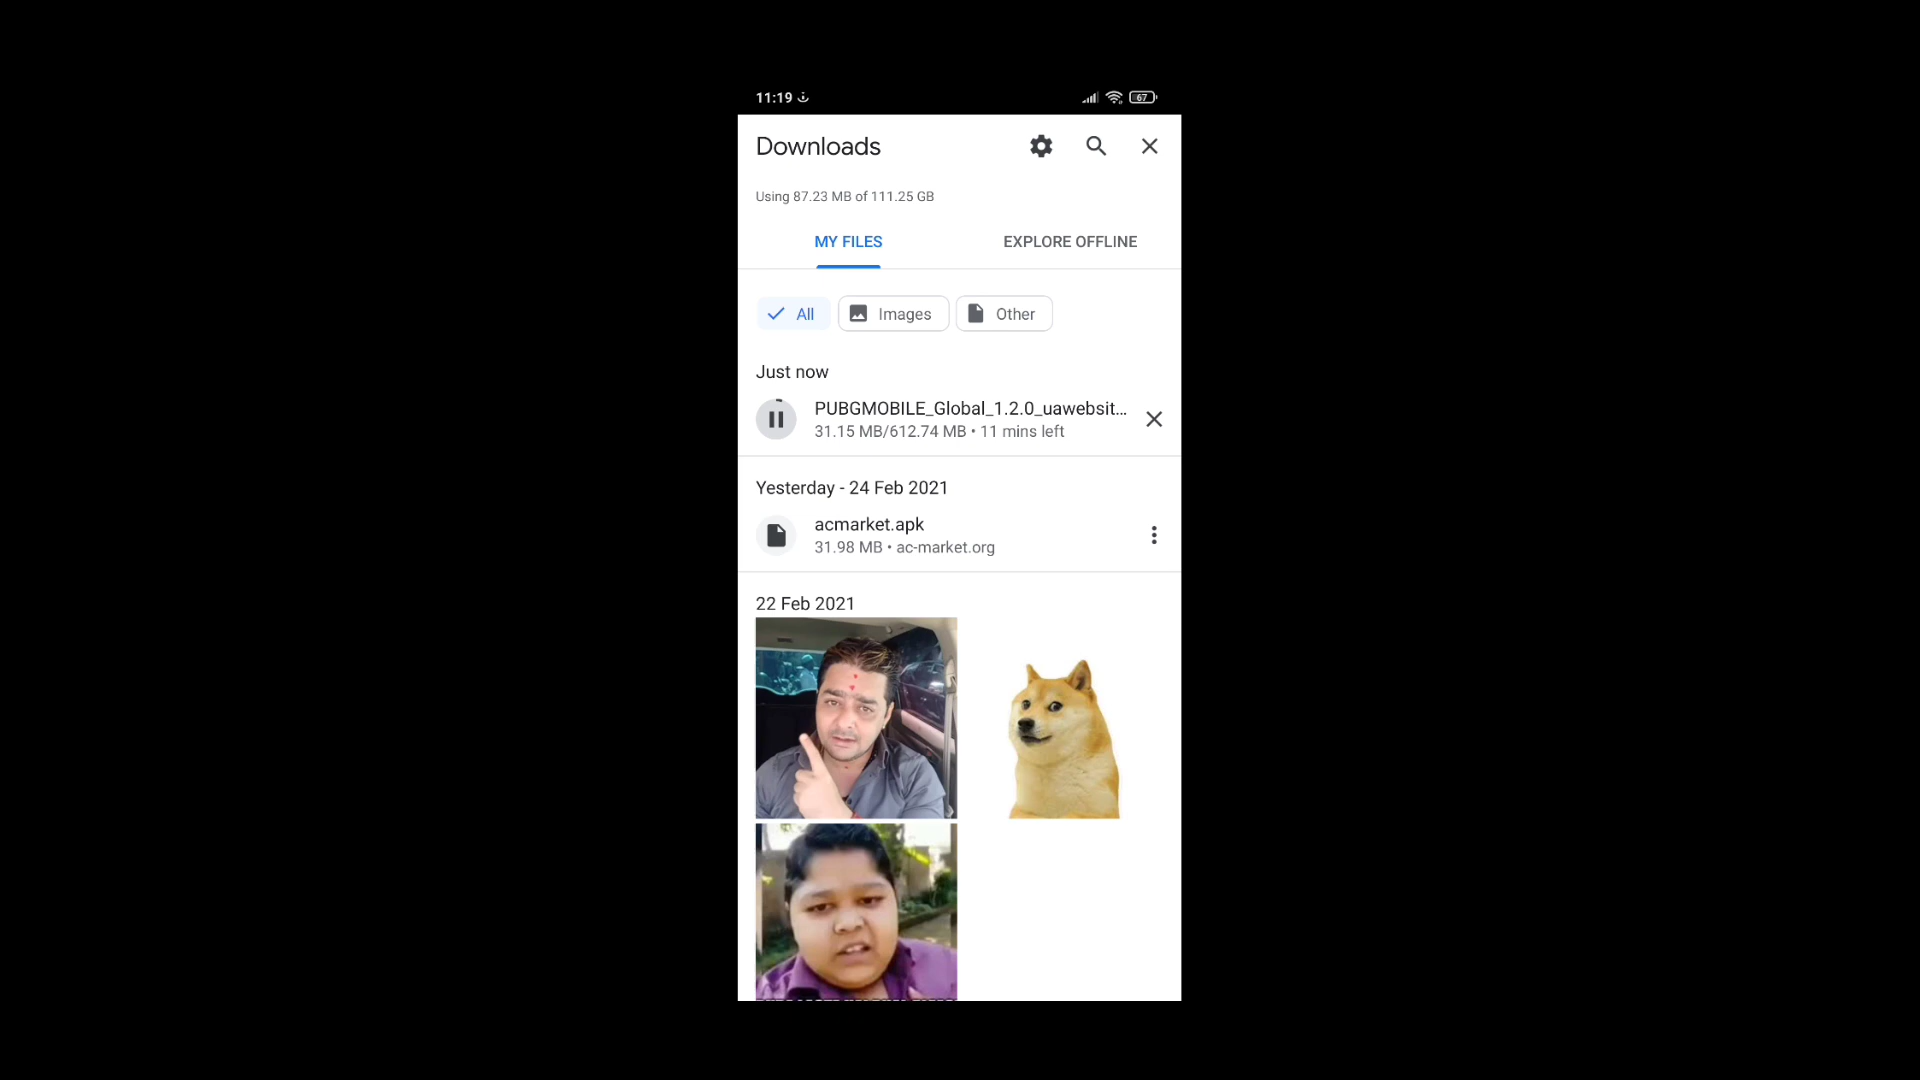 11:19
67
Downloads
Using 87.23 MB of 111.25 GB
MY FILES
EXPLORE OFFLINE
All
Images
Other
Just now
PUBGMOBILE_Global_1.2.0_uawebsit...
31.15 MB/612.74 MB • 11 mins left
Yesterday - 24 Feb 2021
acmarket.apk
31.98 MB • ac-market.org
22 Feb 2021